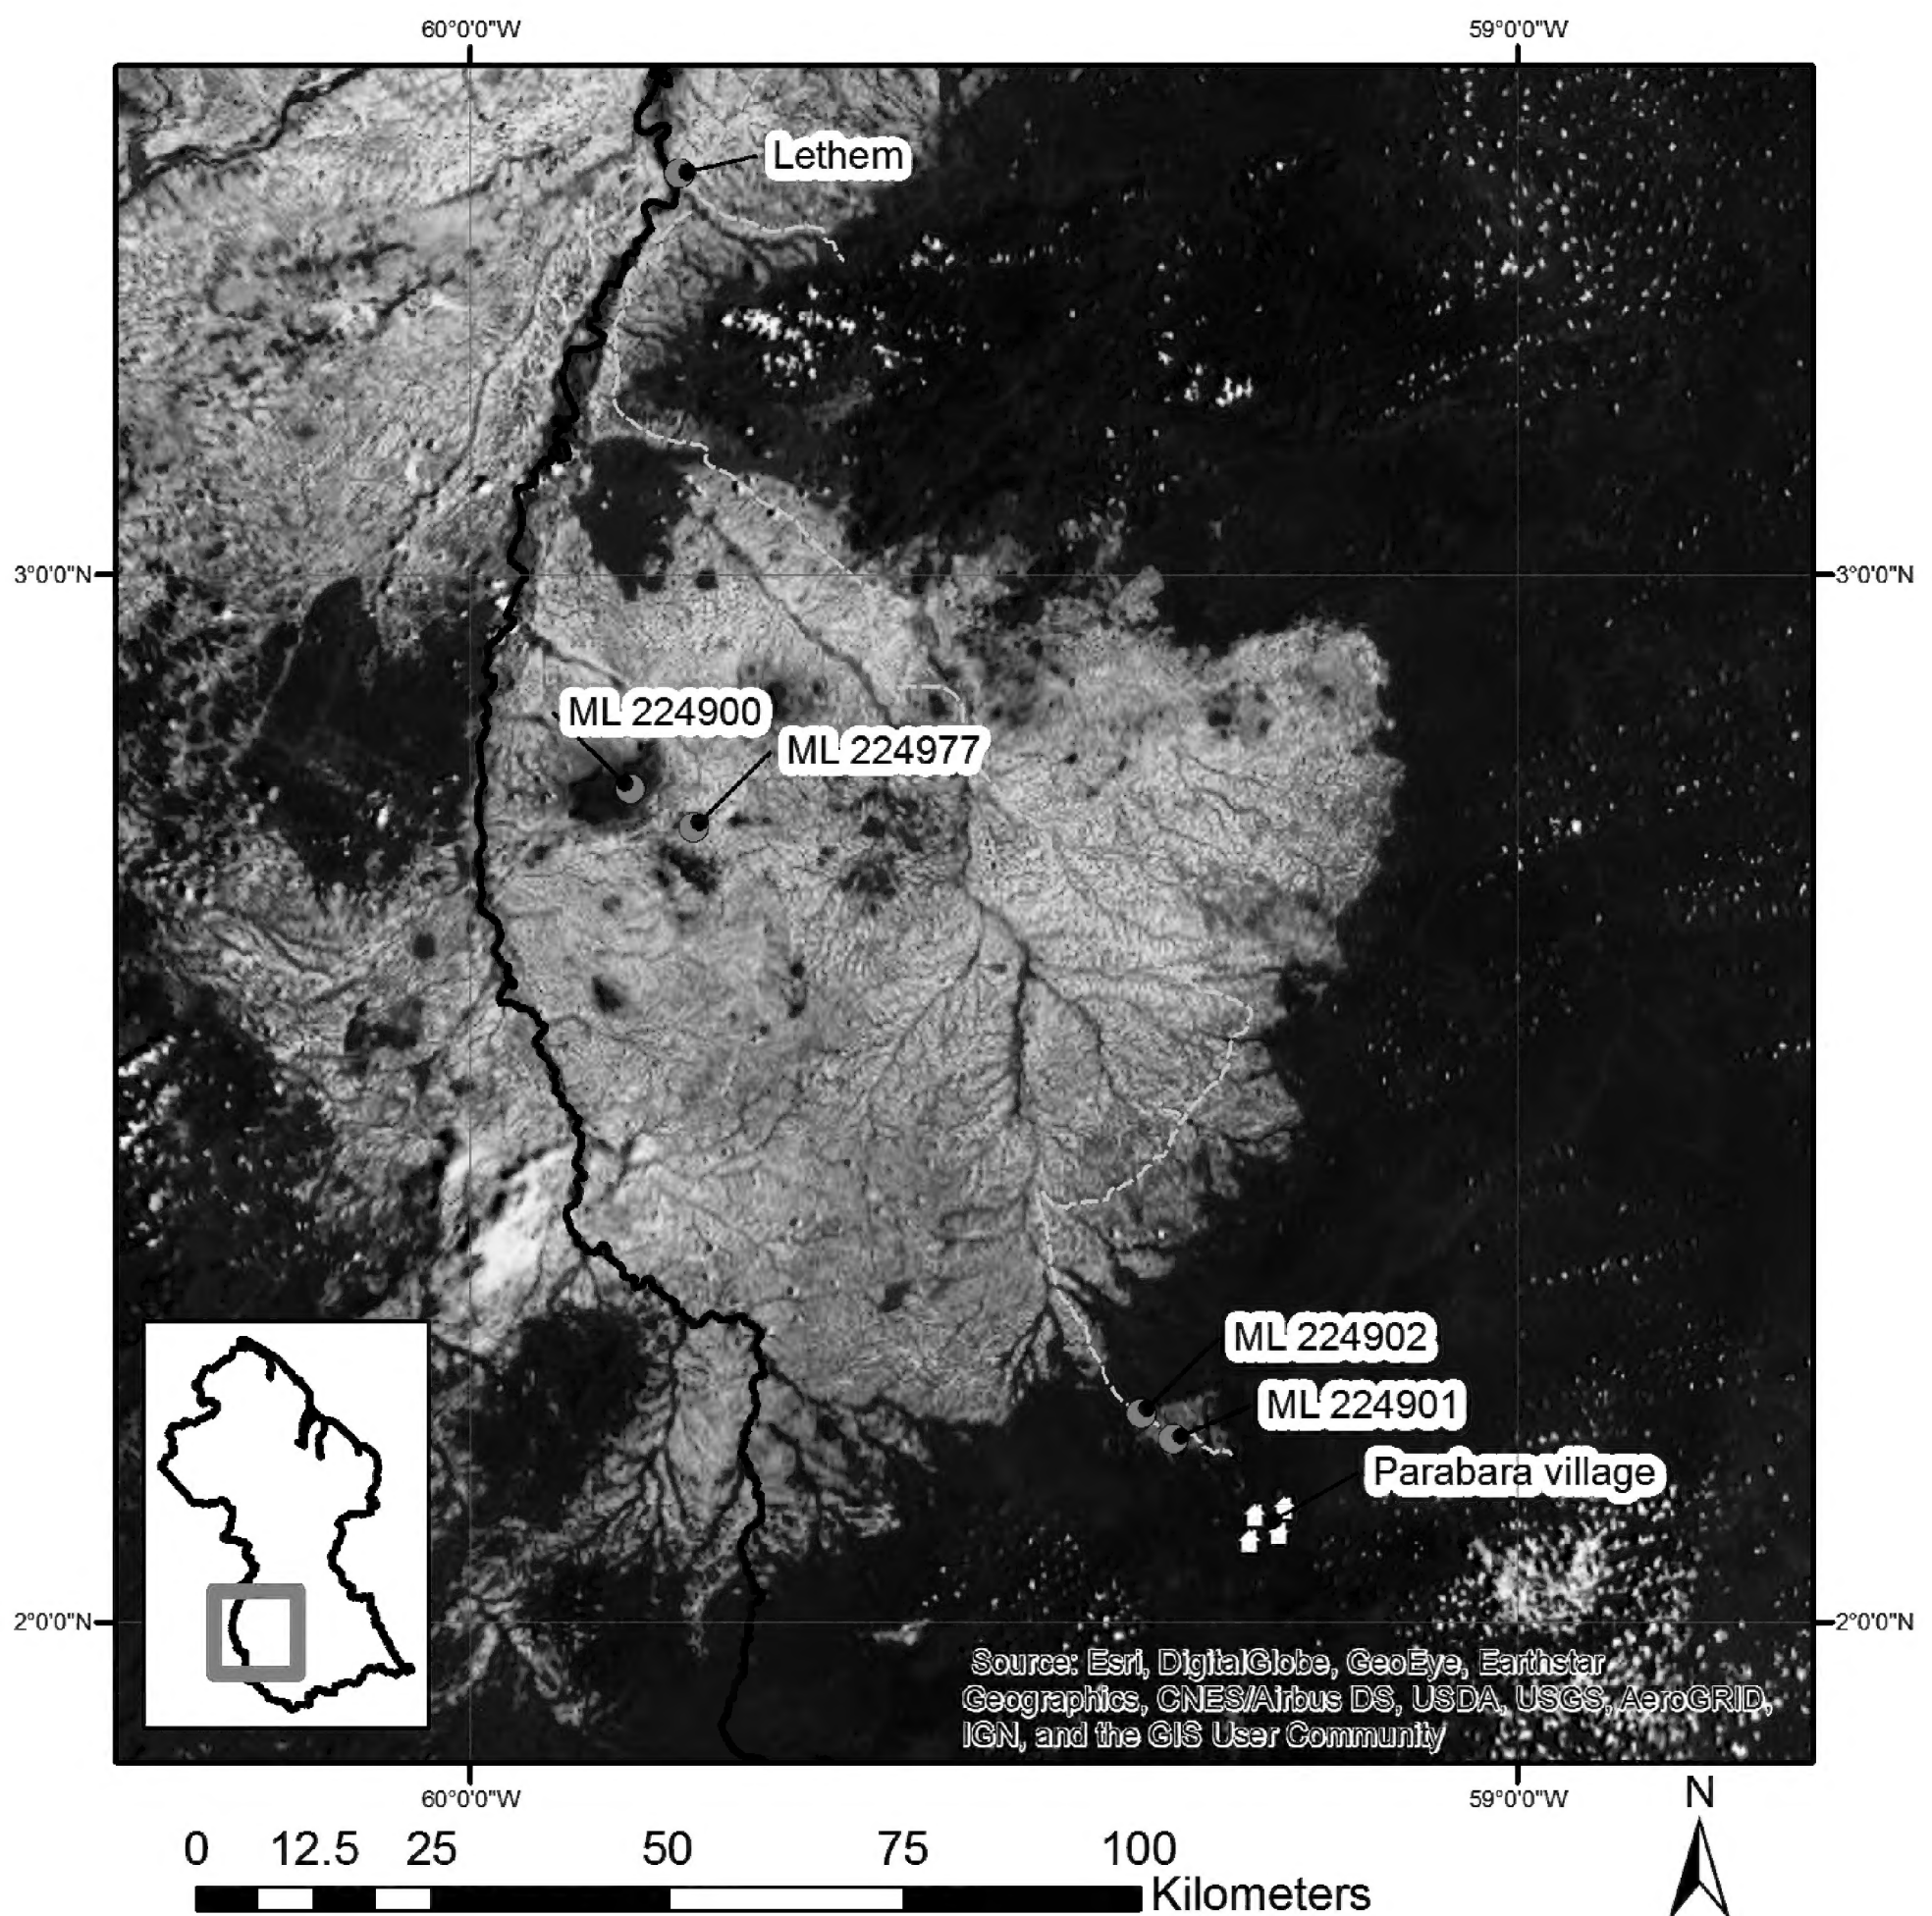 60°0'0"W
59°0'0"W
Lethem
3°0'0"N
3°0'0"N
ML 224900
ML 224977
ML 224902
ML 224901
Parabara village
2°0'0"N
2°0'0"N
Source: Esri, DigitalGlobe, GeoEye, Earthstar
Geographics, CNES/Airbus DS, USDA, USGS, AeroGRID,
IGN, and the GIS User Community
60°0'0"W
59°0'0"W
N
0 12.5 25 50 75 100
Kilometers